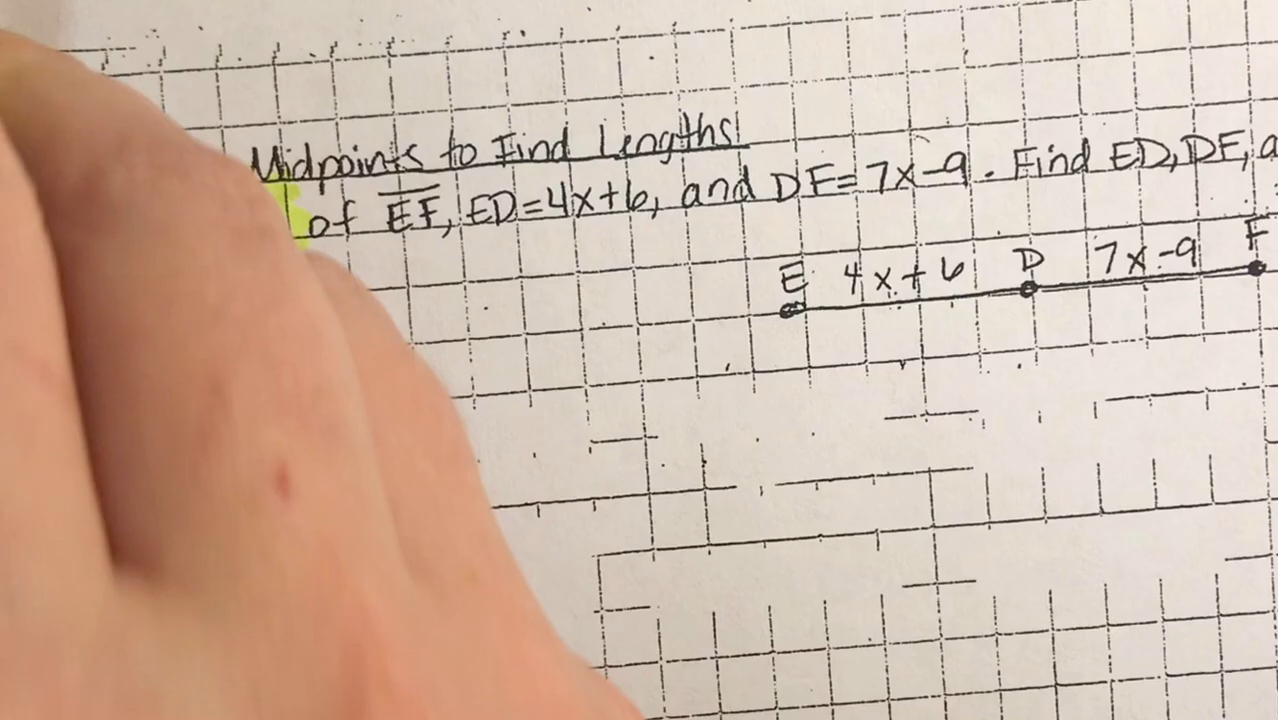 Midpoints to Find Lengths
of EF, ED=4x+6, and DF=7x-9. Find ED, DF,
E 4x+6 D 7x-9 F